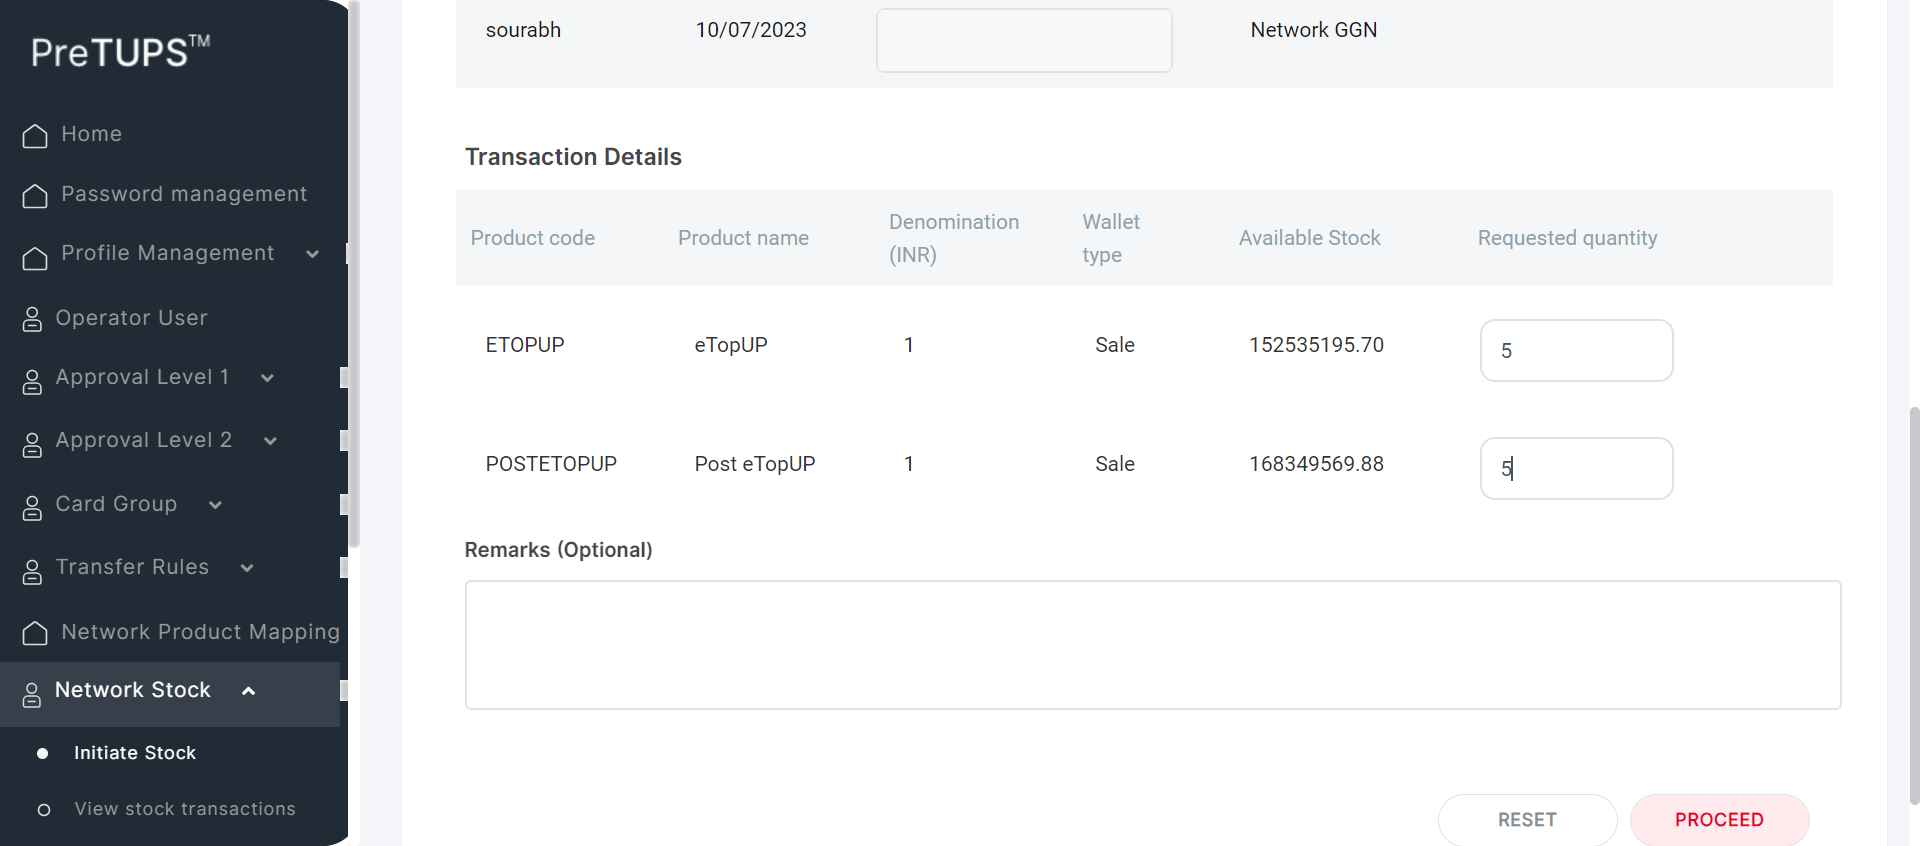 PreTUPS™
Home
Password management
Profile Management
Operator User
Approval Level 1
Approval Level 2
Card Group
Transfer Rules
Network Product Mapping
Network Stock
Initiate Stock
View stock transactions
sourabh 10/07/2023 Network GGN
Transaction Details
Product code Product name Denomination (INR) Wallet type Available Stock Requested quantity
ETOPUP eTopUP 1 Sale 152535195.70 5
POSTETOPUP Post eTopUP 1 Sale 168349569.88 5
Remarks (Optional)
RESET PROCEED